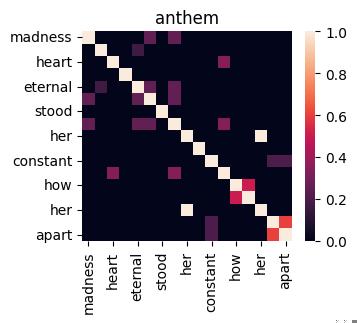 anthem
madness
heart
eternal
stood
her
constant
how
her
apart
1.0
0.8
0.6
0.4
0.2
0.0
madness
heart
eternal
stood
her
constant
how
her
apart